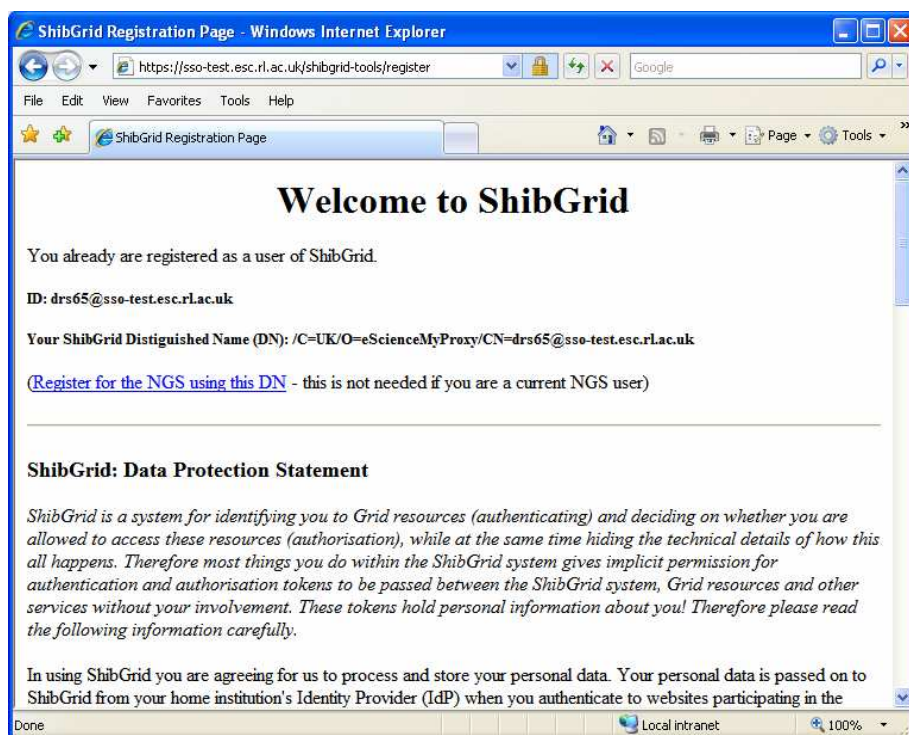 ShibGrid Registration Page - Windows Internet Explorer
https://sso-test.esc.rl.ac.uk/shibgrid-tools/register
Google
File Edit View Favorites Tools Help
ShibGrid Registration Page
Page Tools
Welcome to ShibGrid
You already are registered as a user of ShibGrid.
ID: drs65@sso-test.esc.rl.ac.uk
Your ShibGrid Distiguished Name (DN): /C=UK/O=eScienceMyProxy/CN=drs65@sso-test.esc.rl.ac.uk
(Register for the NGS using this DN - this is not needed if you are a current NGS user)
ShibGrid: Data Protection Statement
ShibGrid is a system for identifying you to Grid resources (authenticating) and deciding on whether you are
allowed to access these resources (authorisation), while at the same time hiding the technical details of how this
all happens. Therefore most things you do within the ShibGrid system gives implicit permission for
authentication and authorisation tokens to be passed between the ShibGrid system, Grid resources and other
services without your involvement. These tokens hold personal information about you! Therefore please read
the following information carefully.
In using ShibGrid you are agreeing for us to process and store your personal data. Your personal data is passed on to
ShibGrid from your home institution's Identity Provider (IdP) when you authenticate to websites participating in the
Done Local intranet 100%